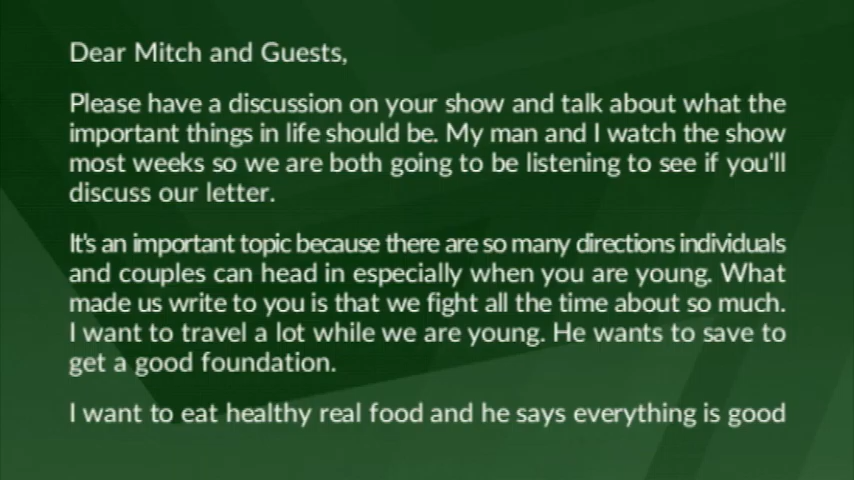 Dear Mitch and Guests,
Please have a discussion on your show and talk about what the
important things in life should be. My man and I watch the show
most weeks so we are both going to be listening to see if you'll
discuss our letter.
It's an important topic because there are so many directions individuals
and couples can head in especially when you are young. What
made us write to you is that we fight all the time about so much.
I want to travel a lot while we are young. He wants to save to
get a good foundation.
I want to eat healthy real food and he says everything is good